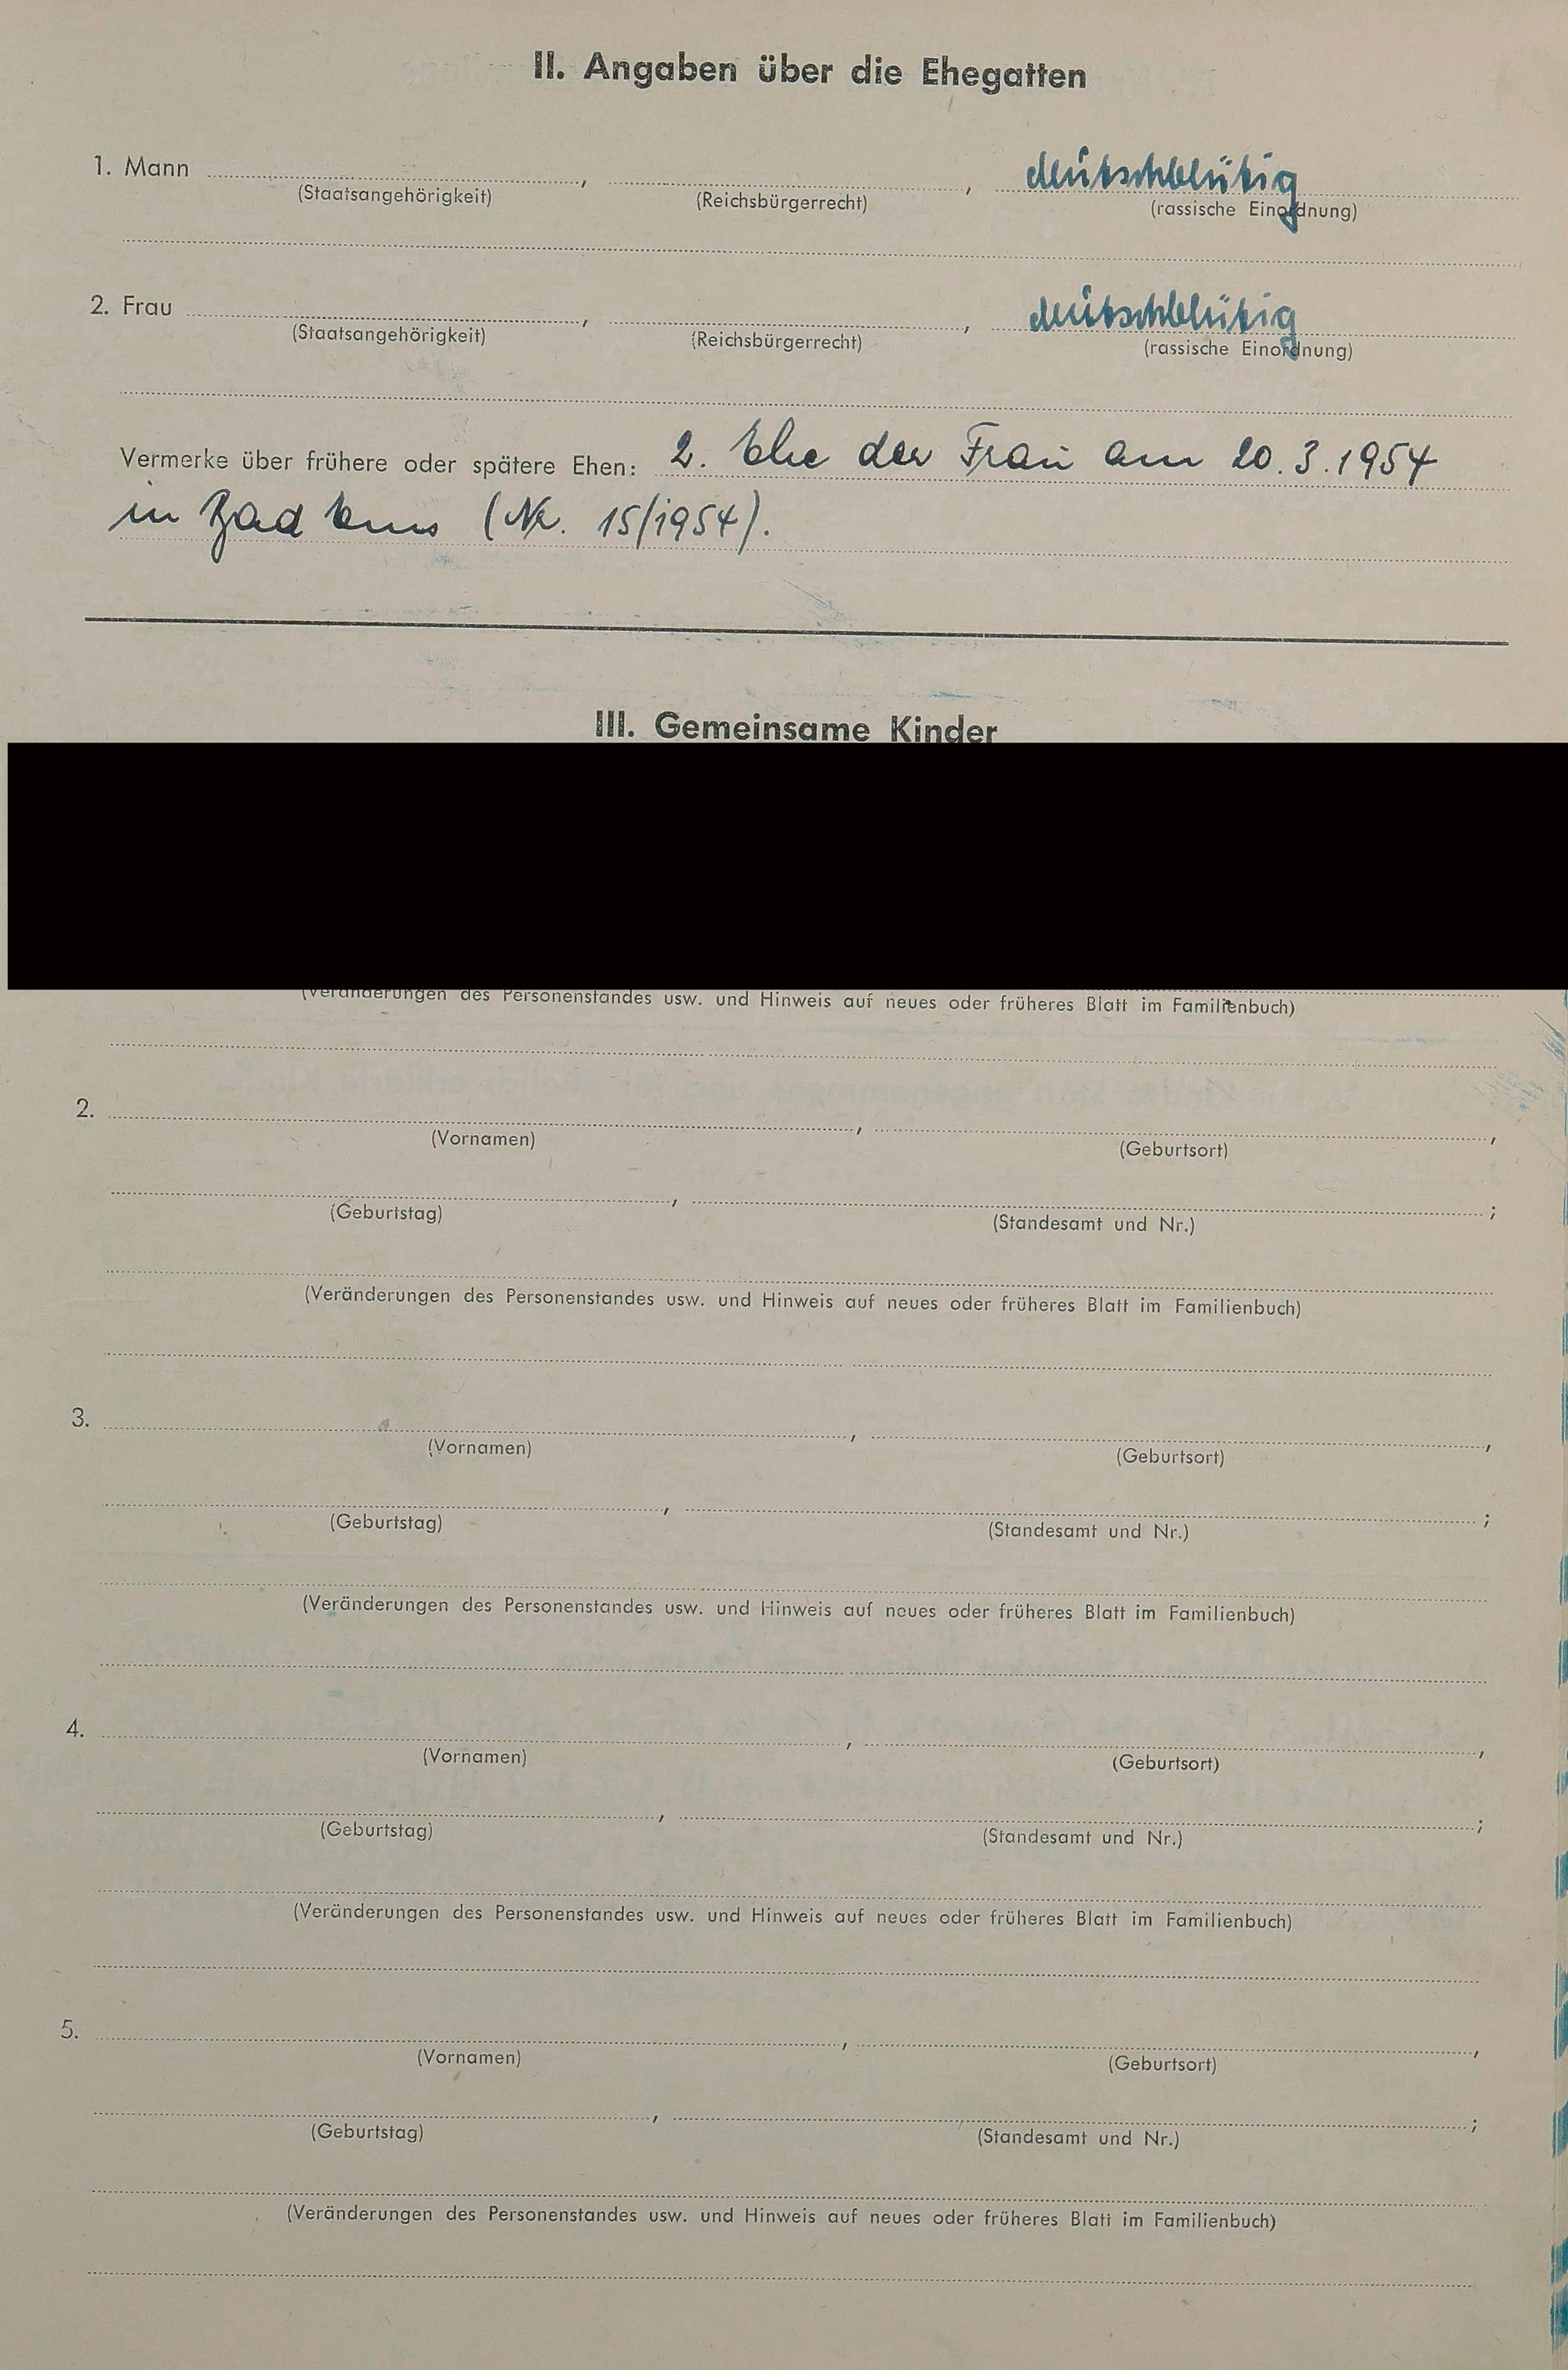 II. Angaben über die Ehegatten
1. Mann , , deutschblütig
(Staatsangehörigkeit) (Reichsbürgerrecht) (rassische Einordnung)
2. Frau , , deutschblütig
(Staatsangehörigkeit) (Reichsbürgerrecht) (rassische Einordnung)
Vermerke über frühere oder spätere Ehen: 2. Ehe der Frau am 20.3.1954
in Bad Ems (Nr. 15/1954).
III. Gemeinsame Kinder
(Veränderungen des Personenstandes usw. und Hinweis auf neues oder früheres Blatt im Familienbuch)
2. , ,
(Vornamen) (Geburtsort)
, ;
(Geburtstag) (Standesamt und Nr.)
(Veränderungen des Personenstandes usw. und Hinweis auf neues oder früheres Blatt im Familienbuch)
3. , ,
(Vornamen) (Geburtsort)
, ;
(Geburtstag) (Standesamt und Nr.)
(Veränderungen des Personenstandes usw. und Hinweis auf neues oder früheres Blatt im Familienbuch)
4. , ,
(Vornamen) (Geburtsort)
, ;
(Geburtstag) (Standesamt und Nr.)
(Veränderungen des Personenstandes usw. und Hinweis auf neues oder früheres Blatt im Familienbuch)
5. , ,
(Vornamen) (Geburtsort)
, ;
(Geburtstag) (Standesamt und Nr.)
(Veränderungen des Personenstandes usw. und Hinweis auf neues oder früheres Blatt im Familienbuch)